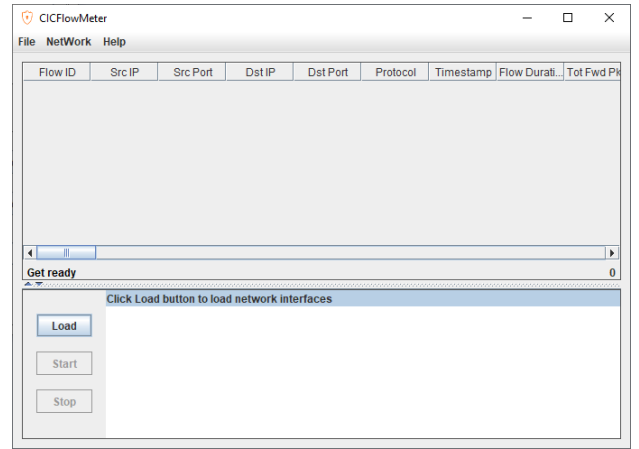 CICFlowMeter
File NetWork Help
Flow ID Src IP Src Port Dst IP Dst Port Protocol Timestamp Flow Durati... Tot Fwd Pk
Get ready 0
Click Load button to load network interfaces
Load
Start
Stop